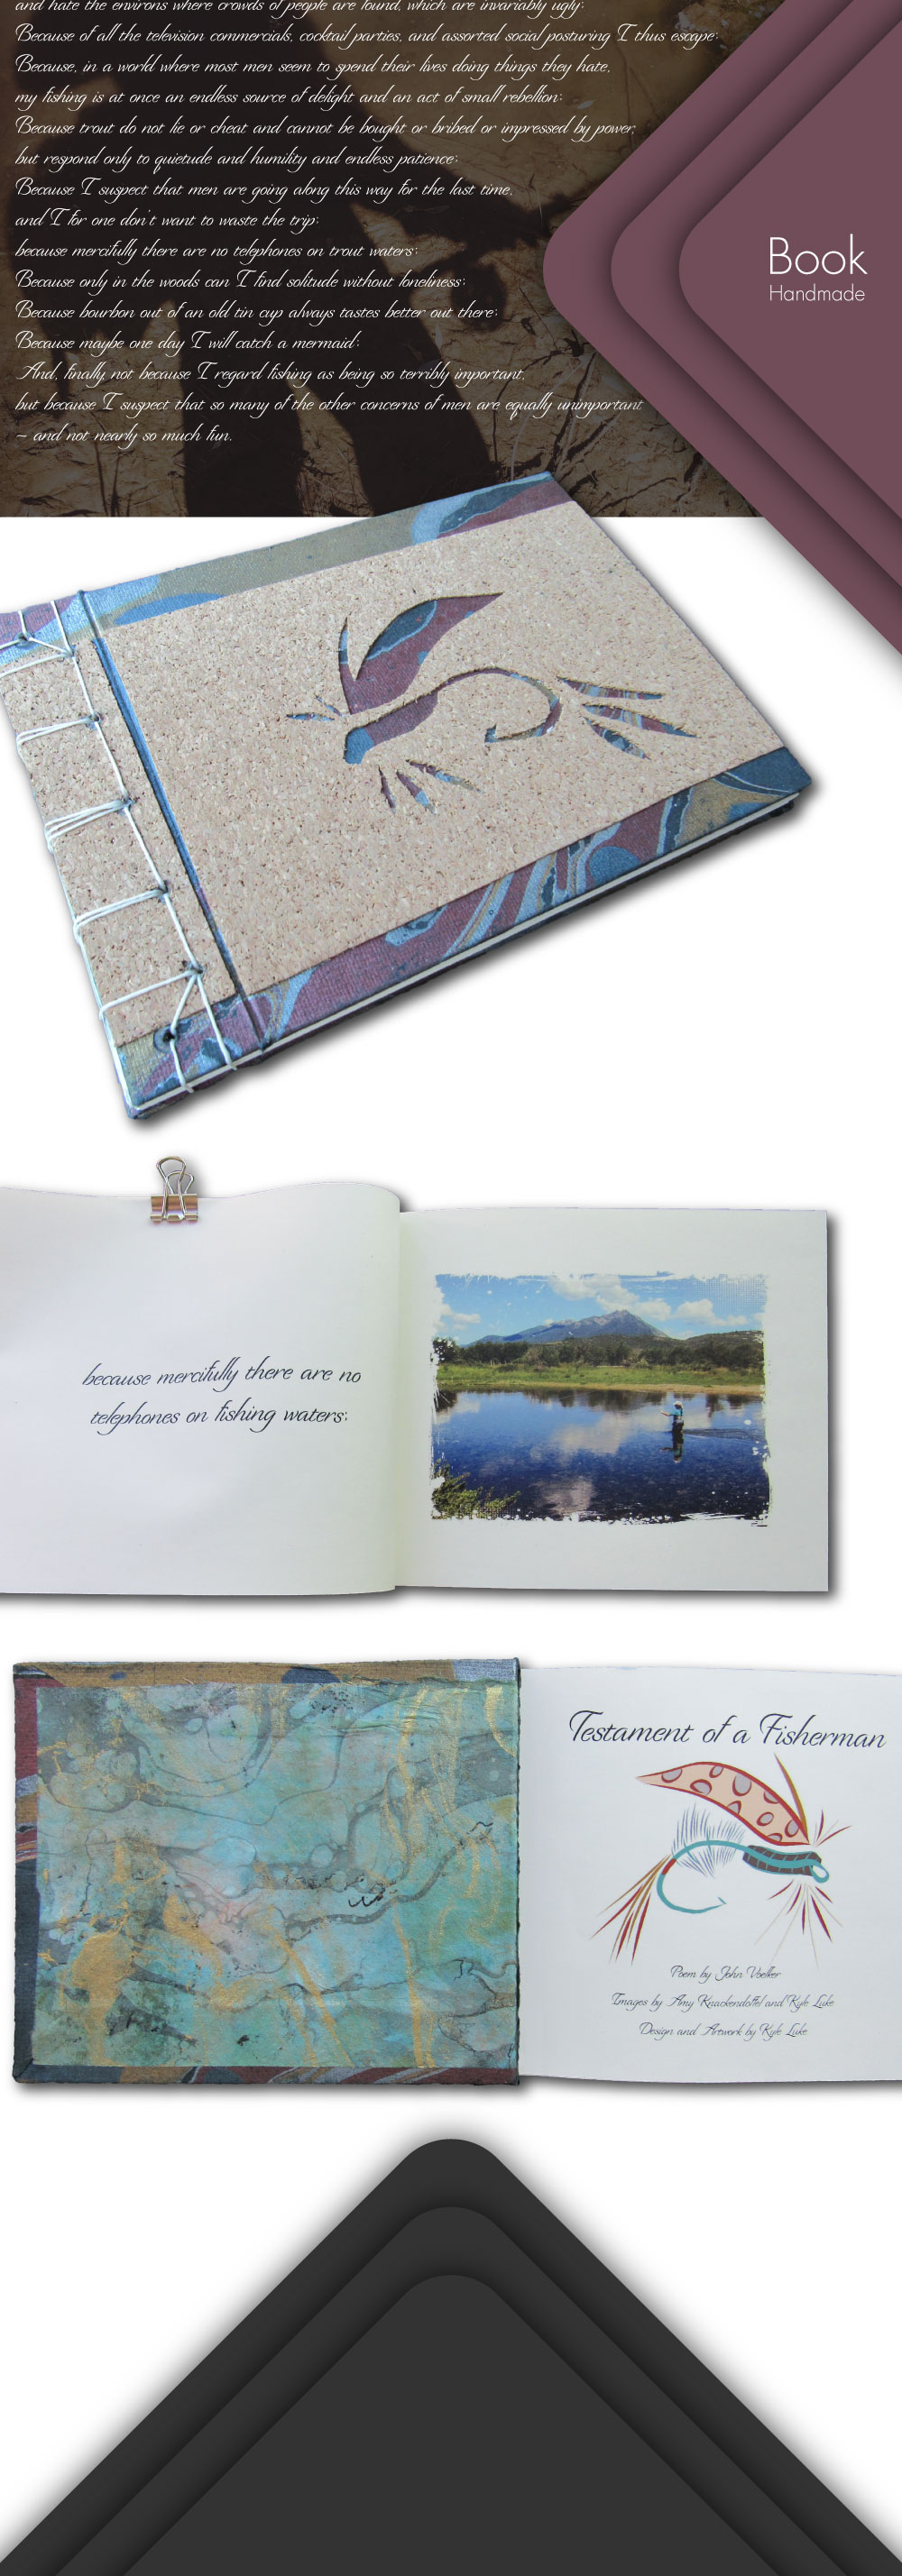 and hate the environs where crowds of people are found, which are invariably ugly;
Because of all the television commercials, cocktail parties, and assorted social posturing I thus escape;
Because, in a world where most men seem to spend their lives doing things they hate,
my fishing is at once an endless source of delight and an act of small rebellion;
Because trout do not lie or cheat and cannot be bought or bribed or impressed by power,
but respond only to quietude and humility and endless patience;
Because I suspect that men are going along this way for the last time,
and I for one don't want to waste the trip;
because mercifully there are no telephones on trout waters;
Because only in the woods can I find solitude without loneliness;
Because bourbon out of an old tin cup always tastes better out there;
Because maybe one day I will catch a mermaid;
And, finally, not because I regard fishing as being so terribly important,
but because I suspect that so many of the other concerns of men are equally unimportant
~ and not nearly so much fun.
Book
Handmade
because mercifully there are no
telephones on fishing waters;
Testament of a Fisherman
Poem by John Voelker
Images by Amy Knackendoffel and Kyle Luke
Design and Artwork by Kyle Luke